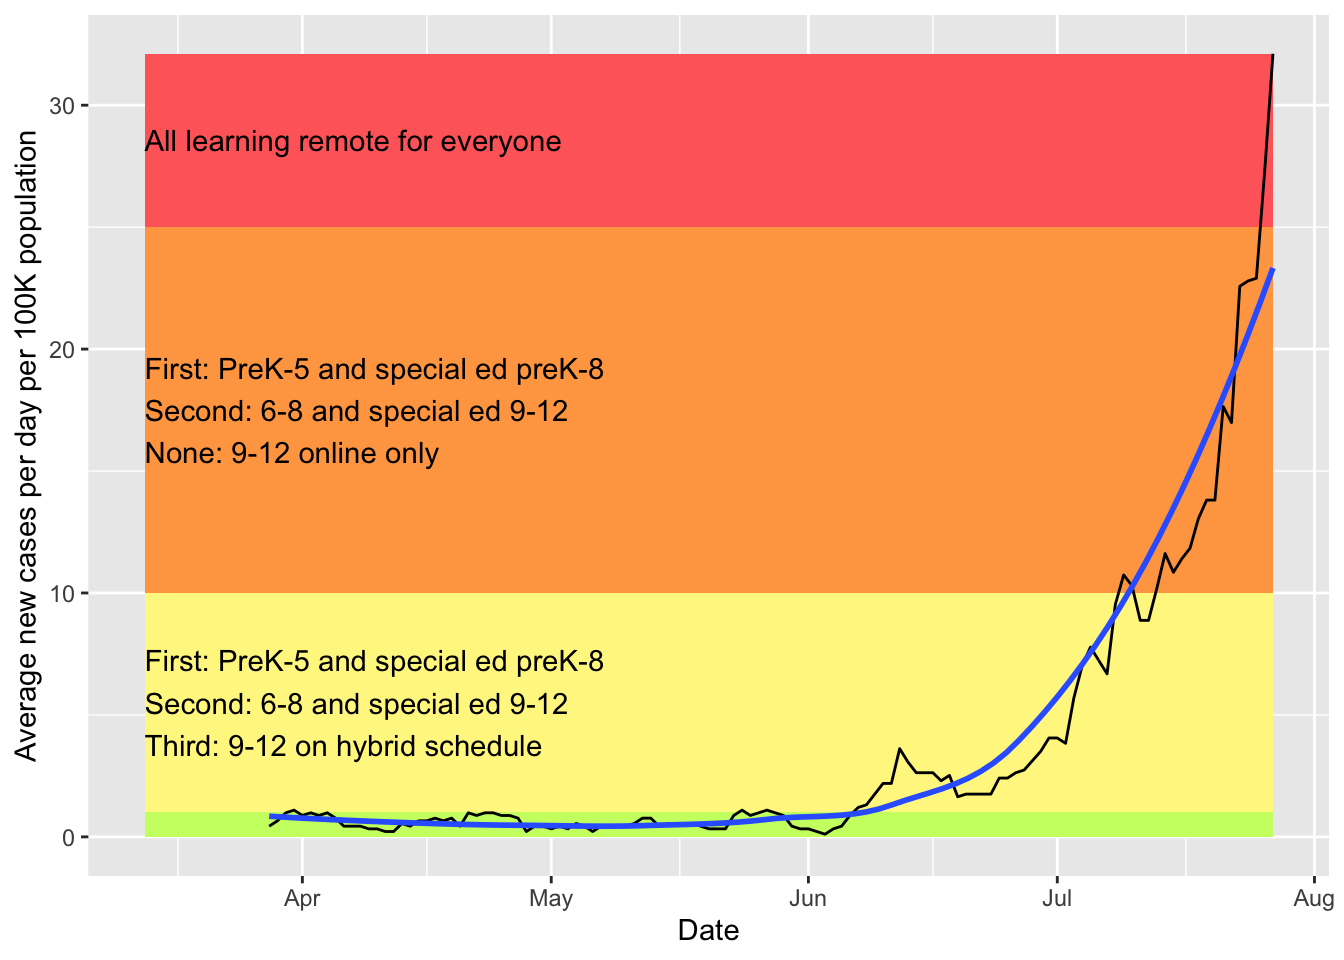 30
All learning remote for everyone
20
First: PreK-5 and special ed preK-8
Second: 6-8 and special ed 9-12
None: 9-12 online only
10
First: PreK-5 and special ed preK-8
Second: 6-8 and special ed 9-12
Third: 9-12 on hybrid schedule
0
Average new cases per day per 100K population
Apr May Jun Jul Aug
Date